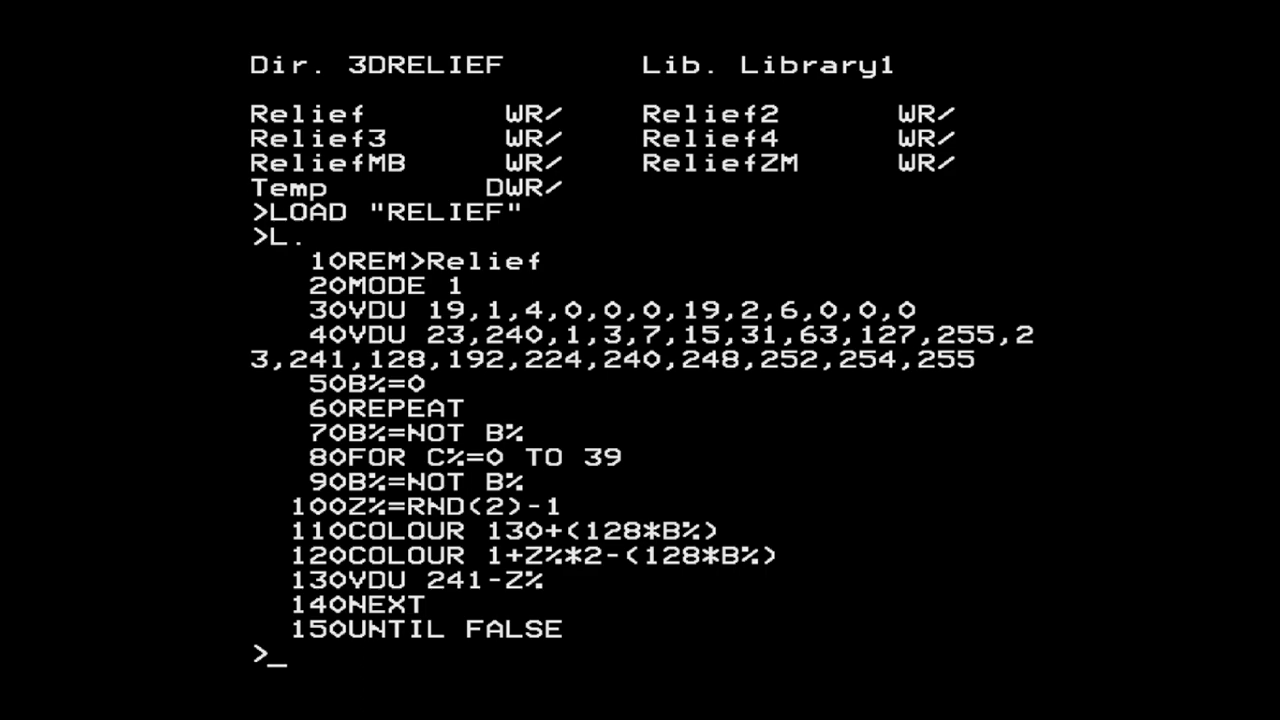 Dir. 3DRELIEF Lib. Library1
Relief WR/ Relief2 WR/
Relief3 WR/ Relief4 WR/
ReliefMB WR/ ReliefZM WR/
Temp DWR/
>LOAD "RELIEF"
>L.
10REM>Relief
20MODE 1
30VDU 19,1,4,0,0,0,19,2,6,0,0,0
40VDU 23,240,1,3,7,15,31,63,127,255,2
3,241,128,192,224,240,248,252,254,255
50B%=0
60REPEAT
70B%=NOT B%
80FOR C%=0 TO 39
90B%=NOT B%
100Z%=RND(2)-1
110COLOUR 130+(128*B%)
120COLOUR 1+Z%*2-(128*B%)
130VDU 241-Z%
140NEXT
150UNTIL FALSE
>_